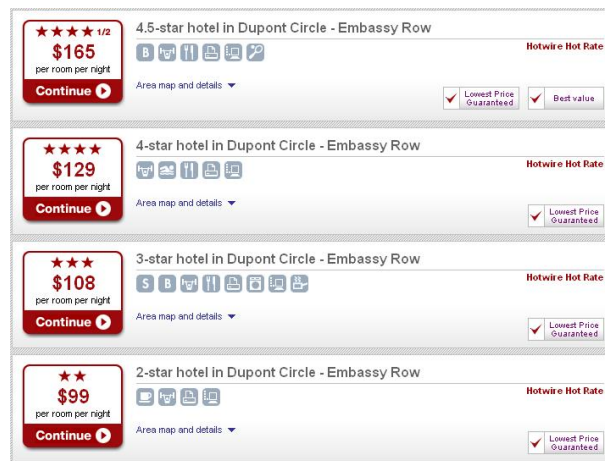 4.5-star hotel in Dupont Circle - Embassy Row
1/2
$165
per room per night
Continue
Hotwire Hot Rate
B
Area map and details
Lowest Price
Guaranteed
Best value
4-star hotel in Dupont Circle - Embassy Row
$129
per room per night
Continue
Hotwire Hot Rate
Area map and details
Lowest Price
Guaranteed
3-star hotel in Dupont Circle - Embassy Row
$108
per room per night
Continue
Hotwire Hot Rate
S B
Area map and details
Lowest Price
Guaranteed
2-star hotel in Dupont Circle - Embassy Row
$99
per room per night
Continue
Hotwire Hot Rate
Area map and details
Lowest Price
Guaranteed